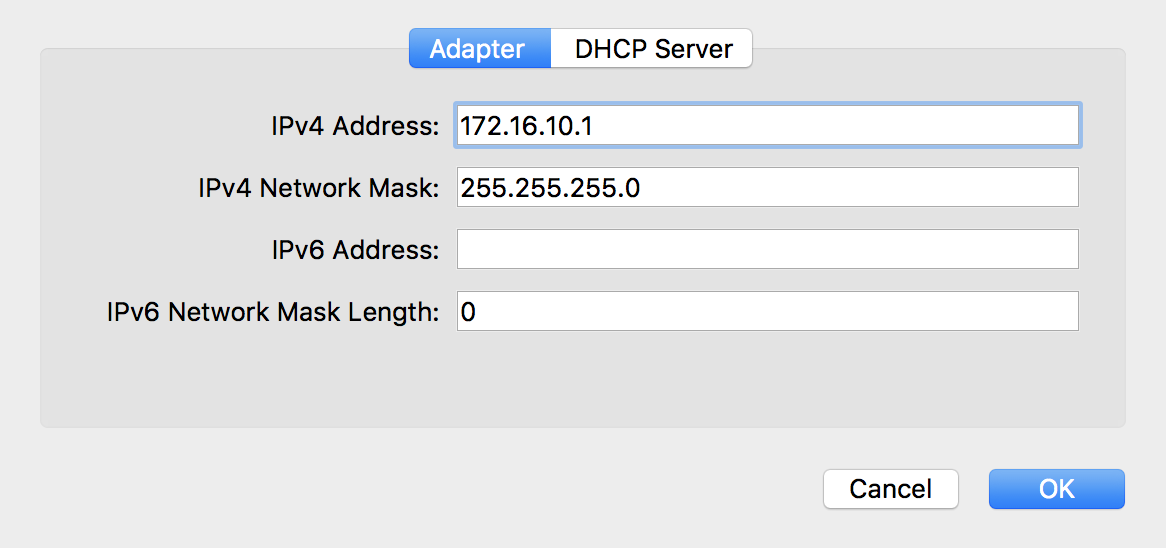 Adapter DHCP Server
IPv4 Address: 172.16.10.1
IPv4 Network Mask: 255.255.255.0
IPv6 Address:
IPv6 Network Mask Length: 0
Cancel OK